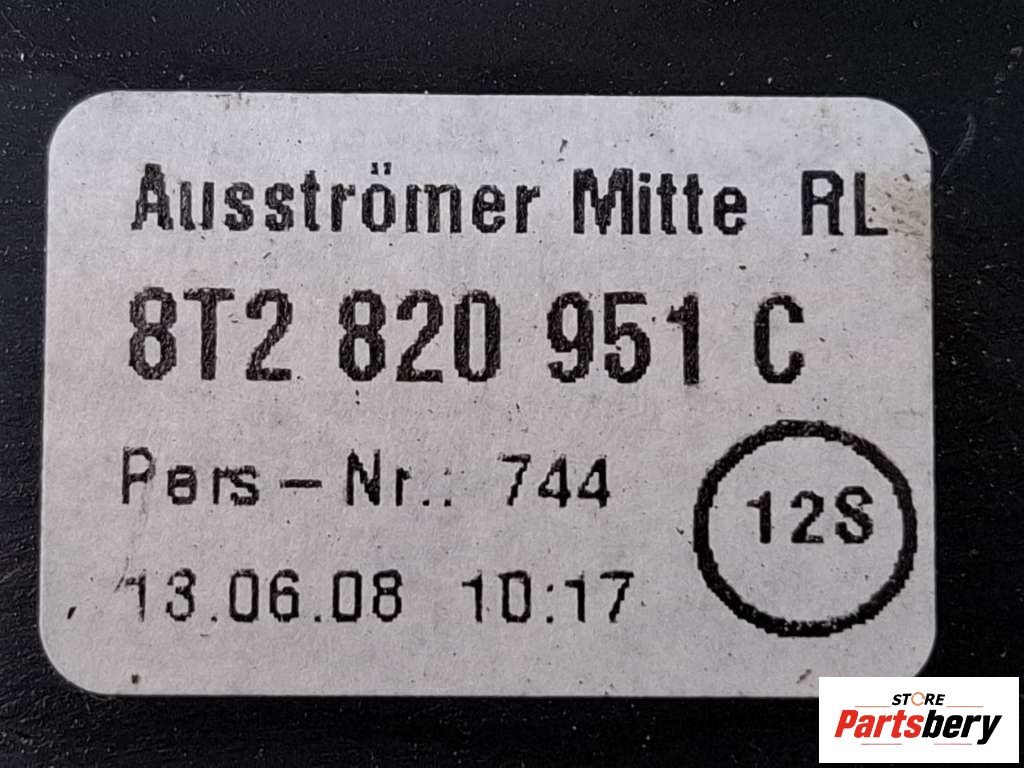 Ausströmer Mitte RL
8T2 820 951 C
Pers-Nr.: 744
12S
13.06.08 10:17
STORE
Partsbery